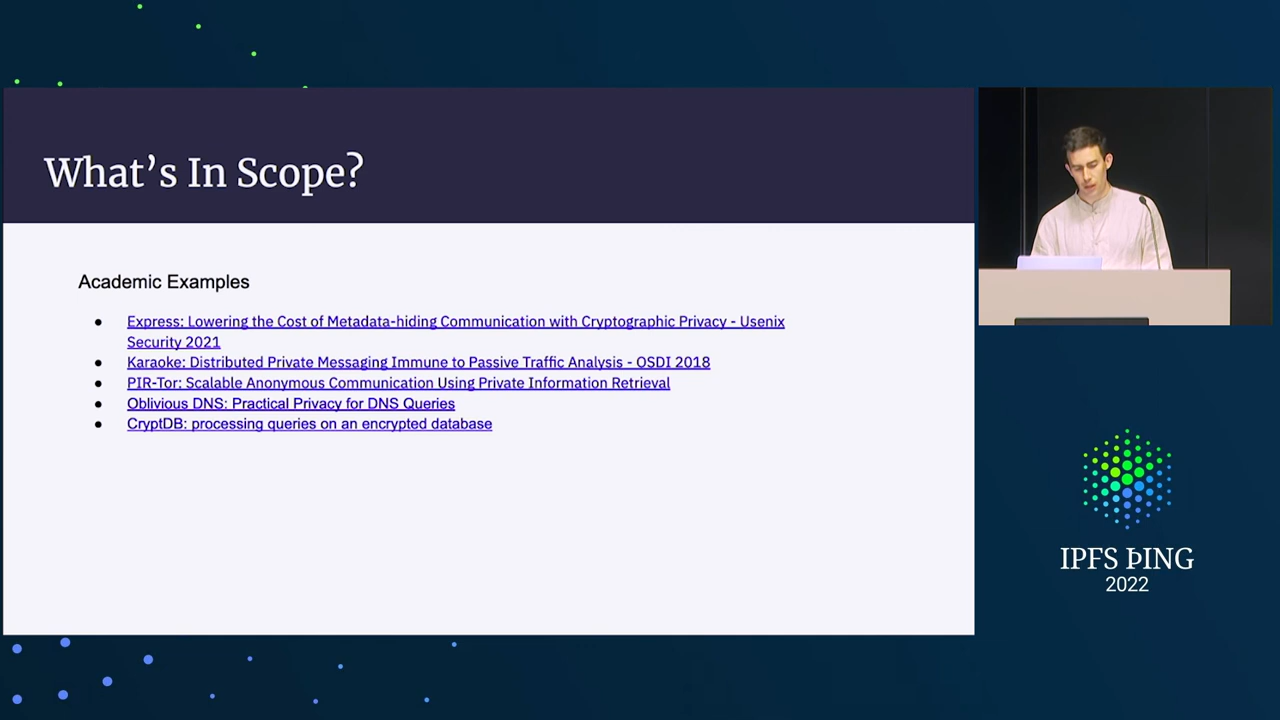 What's In Scope?
Academic Examples
● Express: Lowering the Cost of Metadata-hiding Communication with Cryptographic Privacy - Usenix
Security 2021
● Karaoke: Distributed Private Messaging Immune to Passive Traffic Analysis - OSDI 2018
● PIR-Tor: Scalable Anonymous Communication Using Private Information Retrieval
● Oblivious DNS: Practical Privacy for DNS Queries
● CryptDB: processing queries on an encrypted database
IPFS ÞING
2022